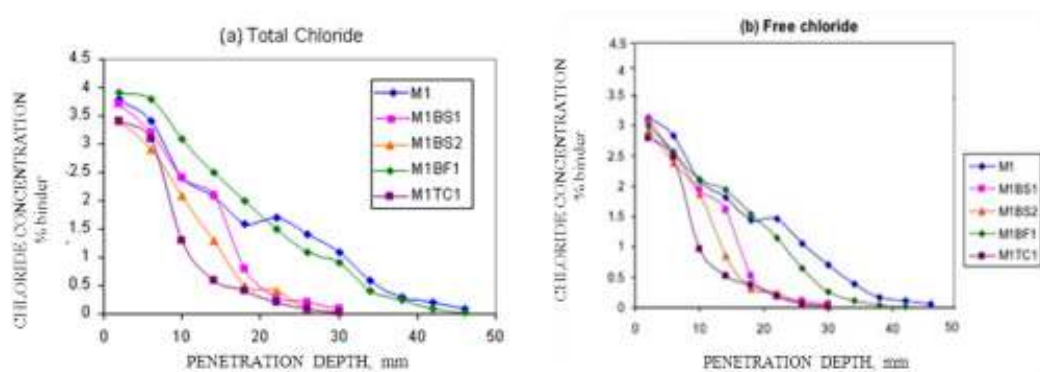 (a) Total Chloride
CHLORIDE CONCENTRATION
% binder
4.5
4
3.5
3
2.5
2
1.5
1
0.5
0
0 10 20 30 40 50
PENETRATION DEPTH, mm
M1
M1BS1
M1BS2
M1BF1
M1TC1
(b) Free chloride
CHLORIDE CONCENTRATION
% binder
4.5
4
3.5
3
2.5
2
1.5
1
0.5
0
0 10 20 30 40 50
PENETRATION DEPTH, mm
M1
M1BS1
M1BS2
M1BF1
M1TC1